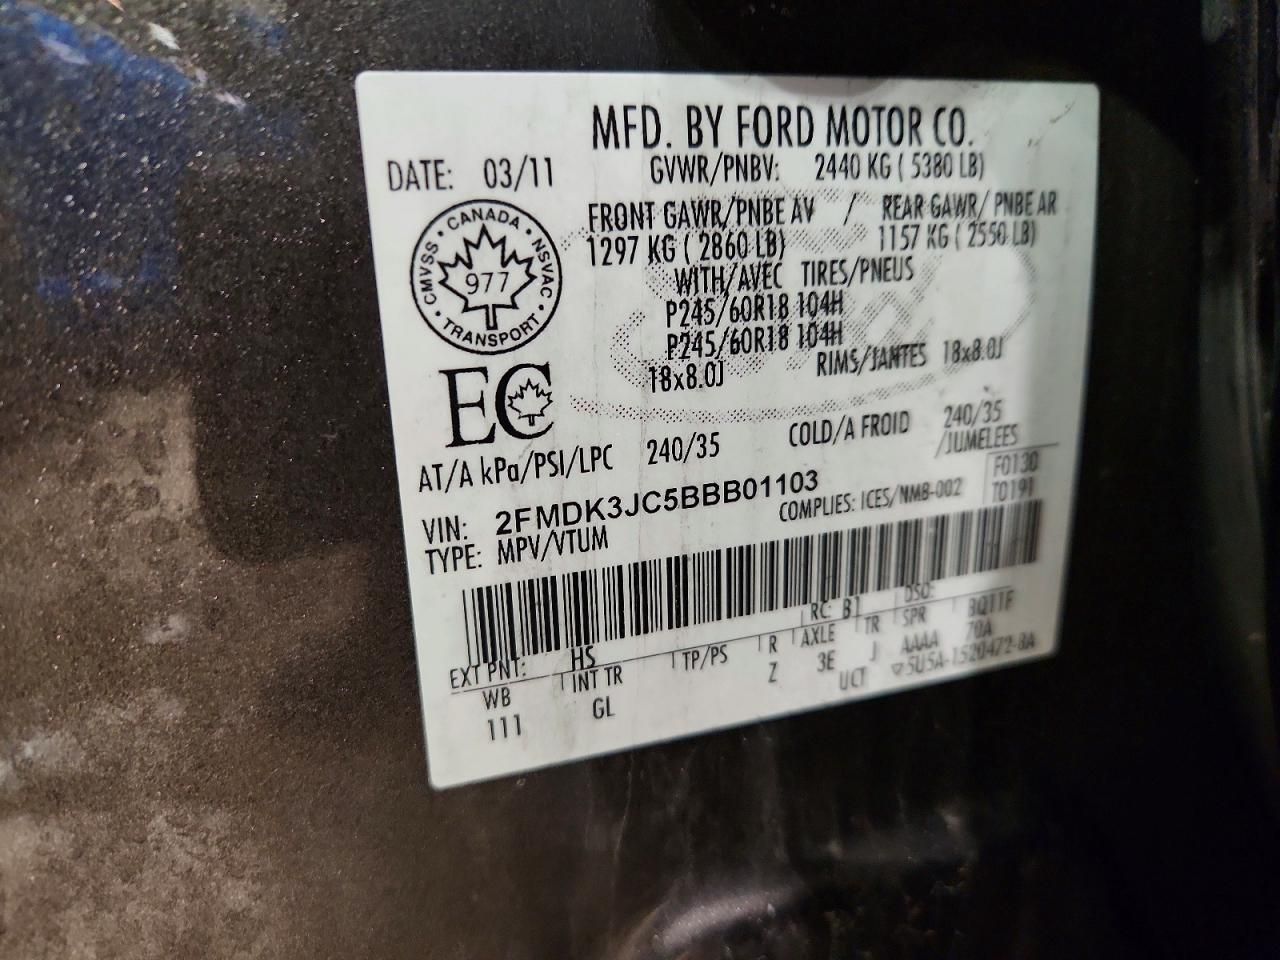 MFD. BY FORD MOTOR CO.
DATE: 03/11 GVWR/PNBV: 2440 KG ( 5380 LB)
FRONT GAWR/PNBE AV / REAR GAWR/ PNBE AR
1297 KG ( 2860 LB) 1157 KG ( 2550 LB)
WITH/AVEC TIRES/PNEUS
P245/60R18 104H
P245/60R18 104H
18x8.0J RIMS/JANTES 18x8.0J
CANADA
CMVSS · NSVAC
977
TRANSPORT
EC
AT/A kPa/PSI/LPC 240/35 COLD/A FROID 240/35
/JUMELEES
VIN: 2FMDK3JC5BBB01103 F0130
TYPE: MPV/VTUM COMPLIES: ICES/NMB-002 T0191
EXT PNT: HS RC: B1 DSO:
WB INT TR TP/PS R AXLE TR SPR BQ11F
111 GL Z 3E J AAAA 70A
UCT ▽5U5A-1520472-BA